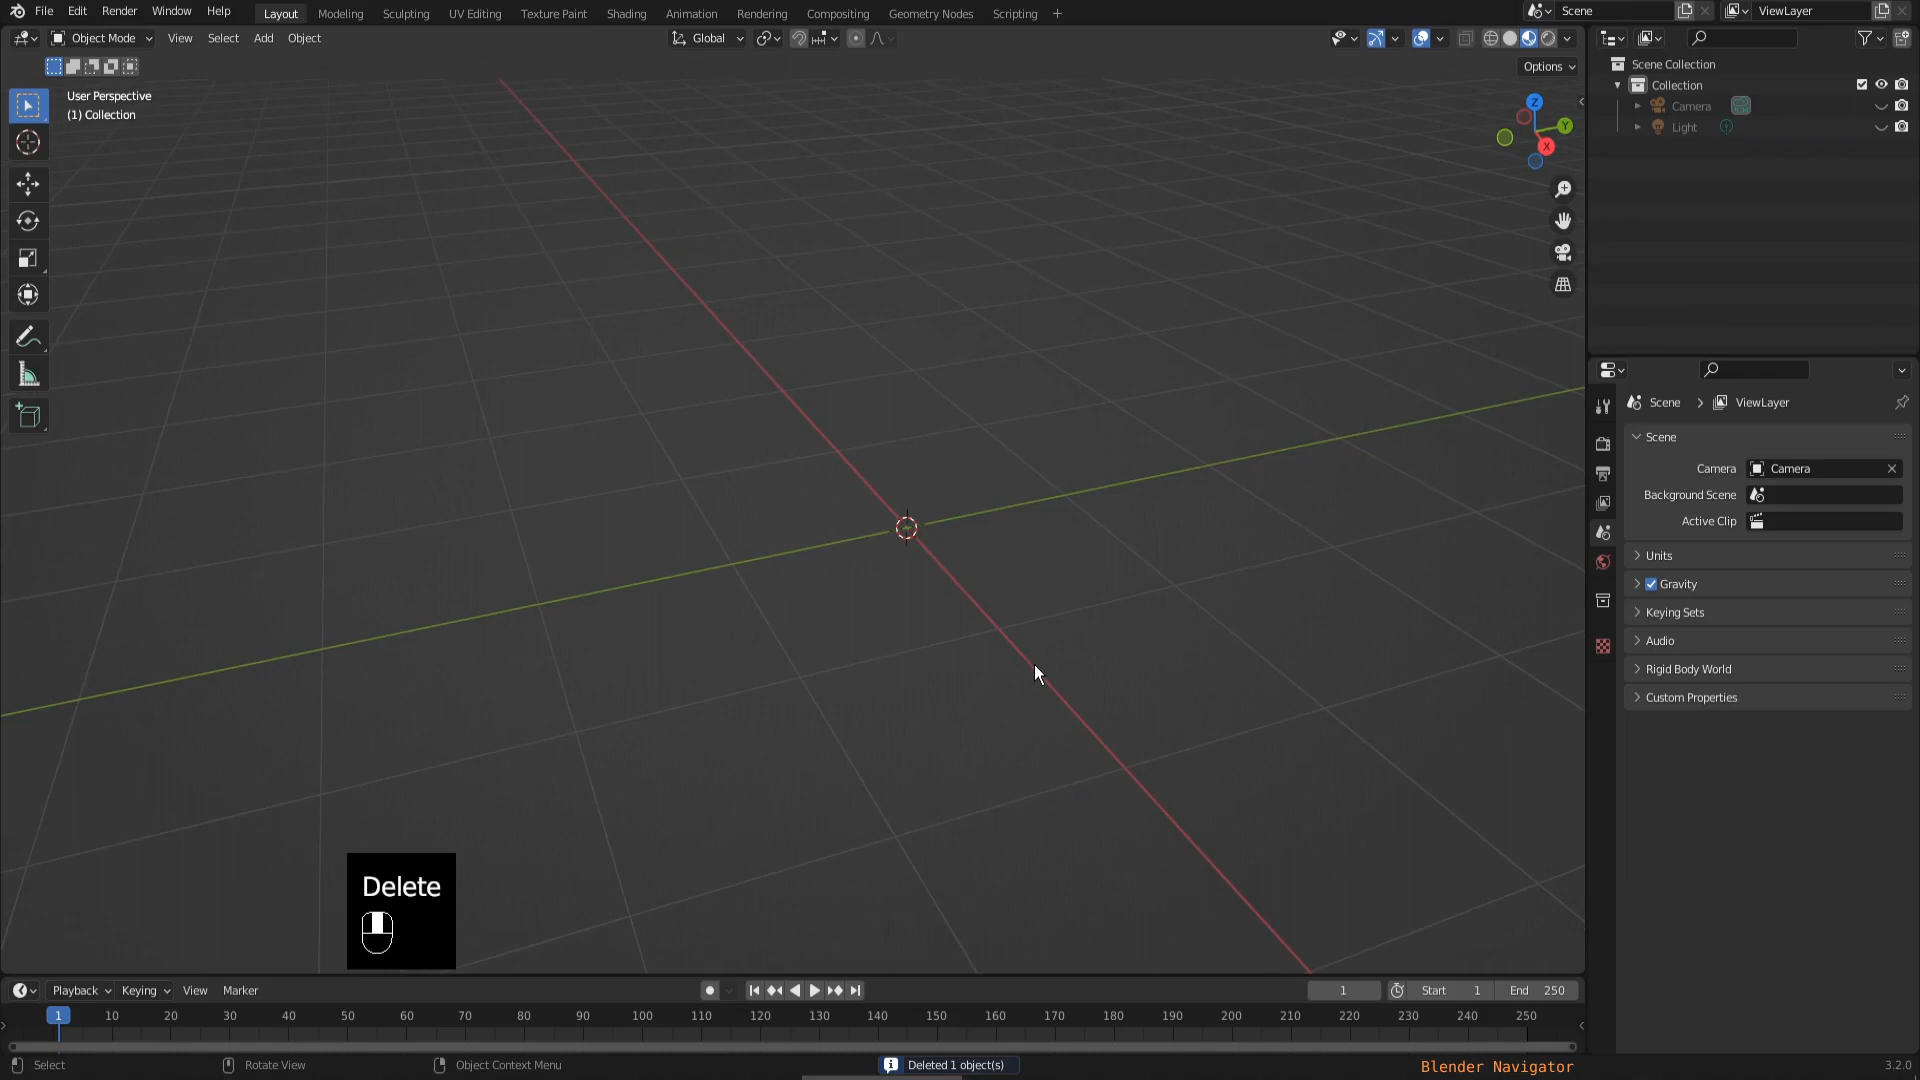 File Edit Render Window Help Layout Modeling Sculpting UV Editing Texture Paint Shading Animation Rendering Compositing Geometry Nodes Scripting + Scene ViewLayer
Object Mode View Select Add Object Global
Options
User Perspective
(1) Collection
Z
Y
X
Scene Collection
Collection
Camera
Light
Scene > ViewLayer
Scene
Camera Camera
Background Scene
Active Clip
Units
Gravity
Keying Sets
Audio
Rigid Body World
Custom Properties
Delete
Playback Keying View Marker 1 Start 1 End 250
1 10 20 30 40 50 60 70 80 90 100 110 120 130 140 150 160 170 180 190 200 210 220 230 240 250
Select Rotate View Object Context Menu Deleted 1 object(s) Blender Navigator 3.2.0